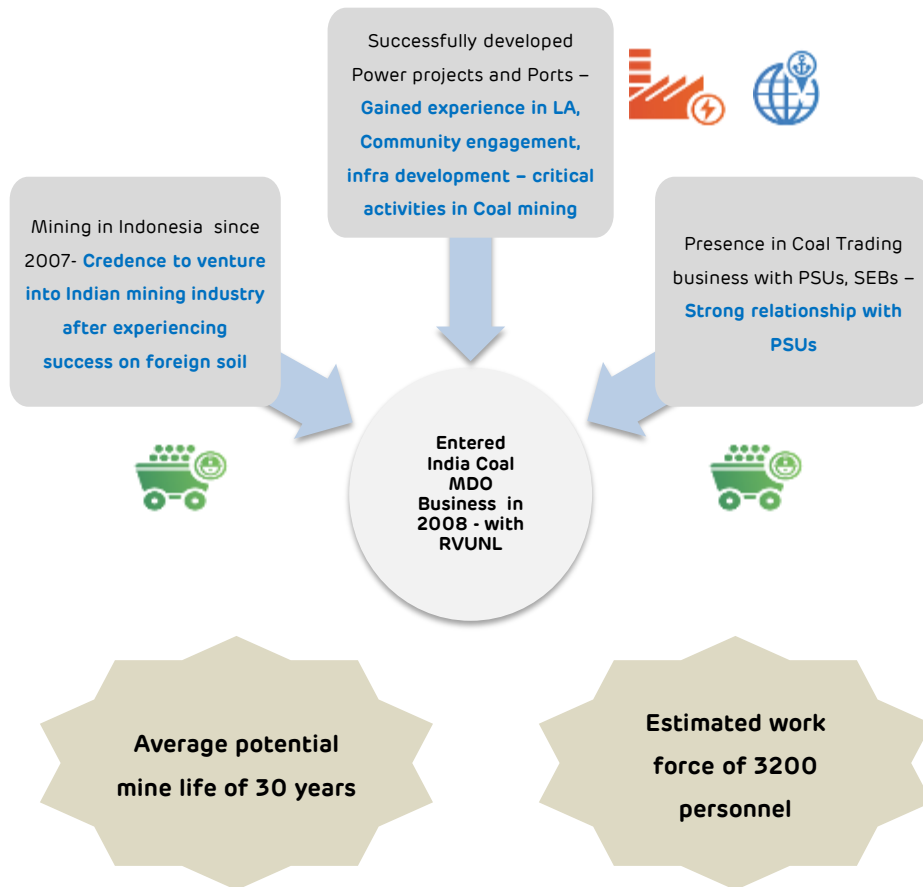 Successfully developed
Power projects and Ports –
Gained experience in LA,
Community engagement,
infra development – critical
activities in Coal mining
Mining in Indonesia since
2007- Credence to venture
into Indian mining industry
after experiencing
success on foreign soil
Presence in Coal Trading
business with PSUs, SEBs –
Strong relationship with
PSUs
Entered
India Coal
MDO
Business in
2008 - with
RVUNL
Average potential
mine life of 30 years
Estimated work
force of 3200
personnel